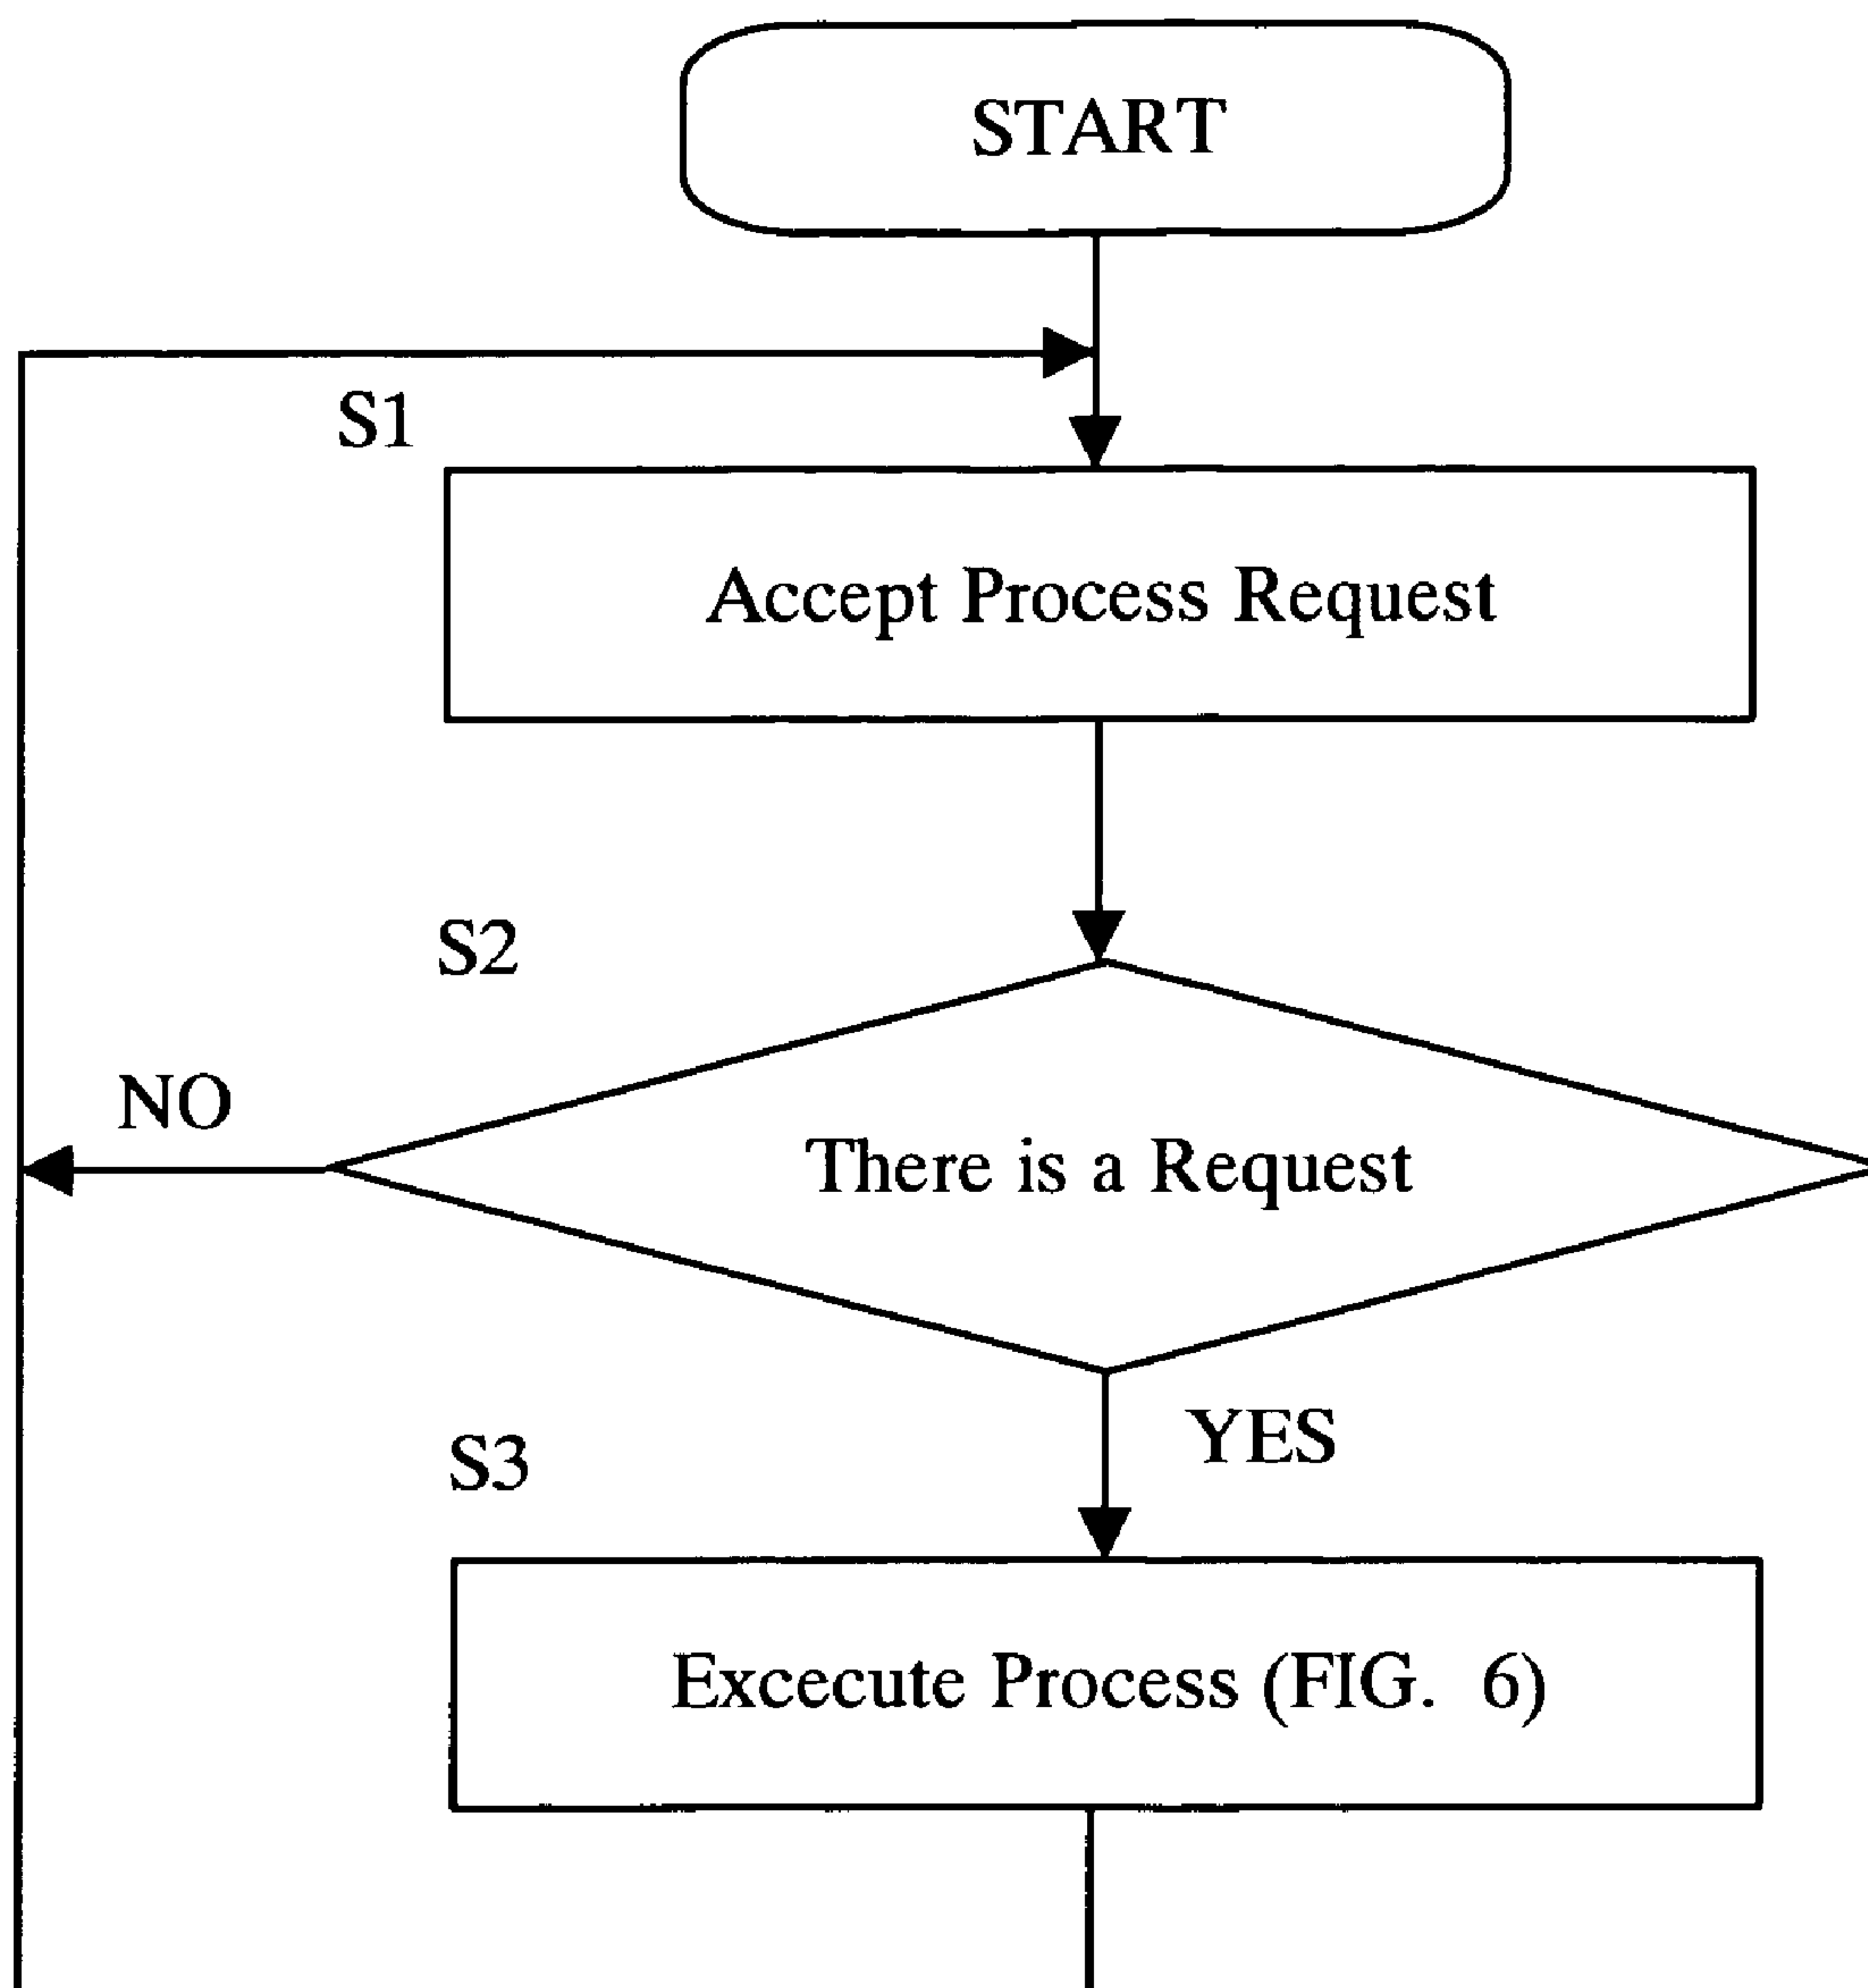 START
S1
Accept Process Request
S2
NO
There is a Request
YES
S3
Excecute Process (FIG. 6)